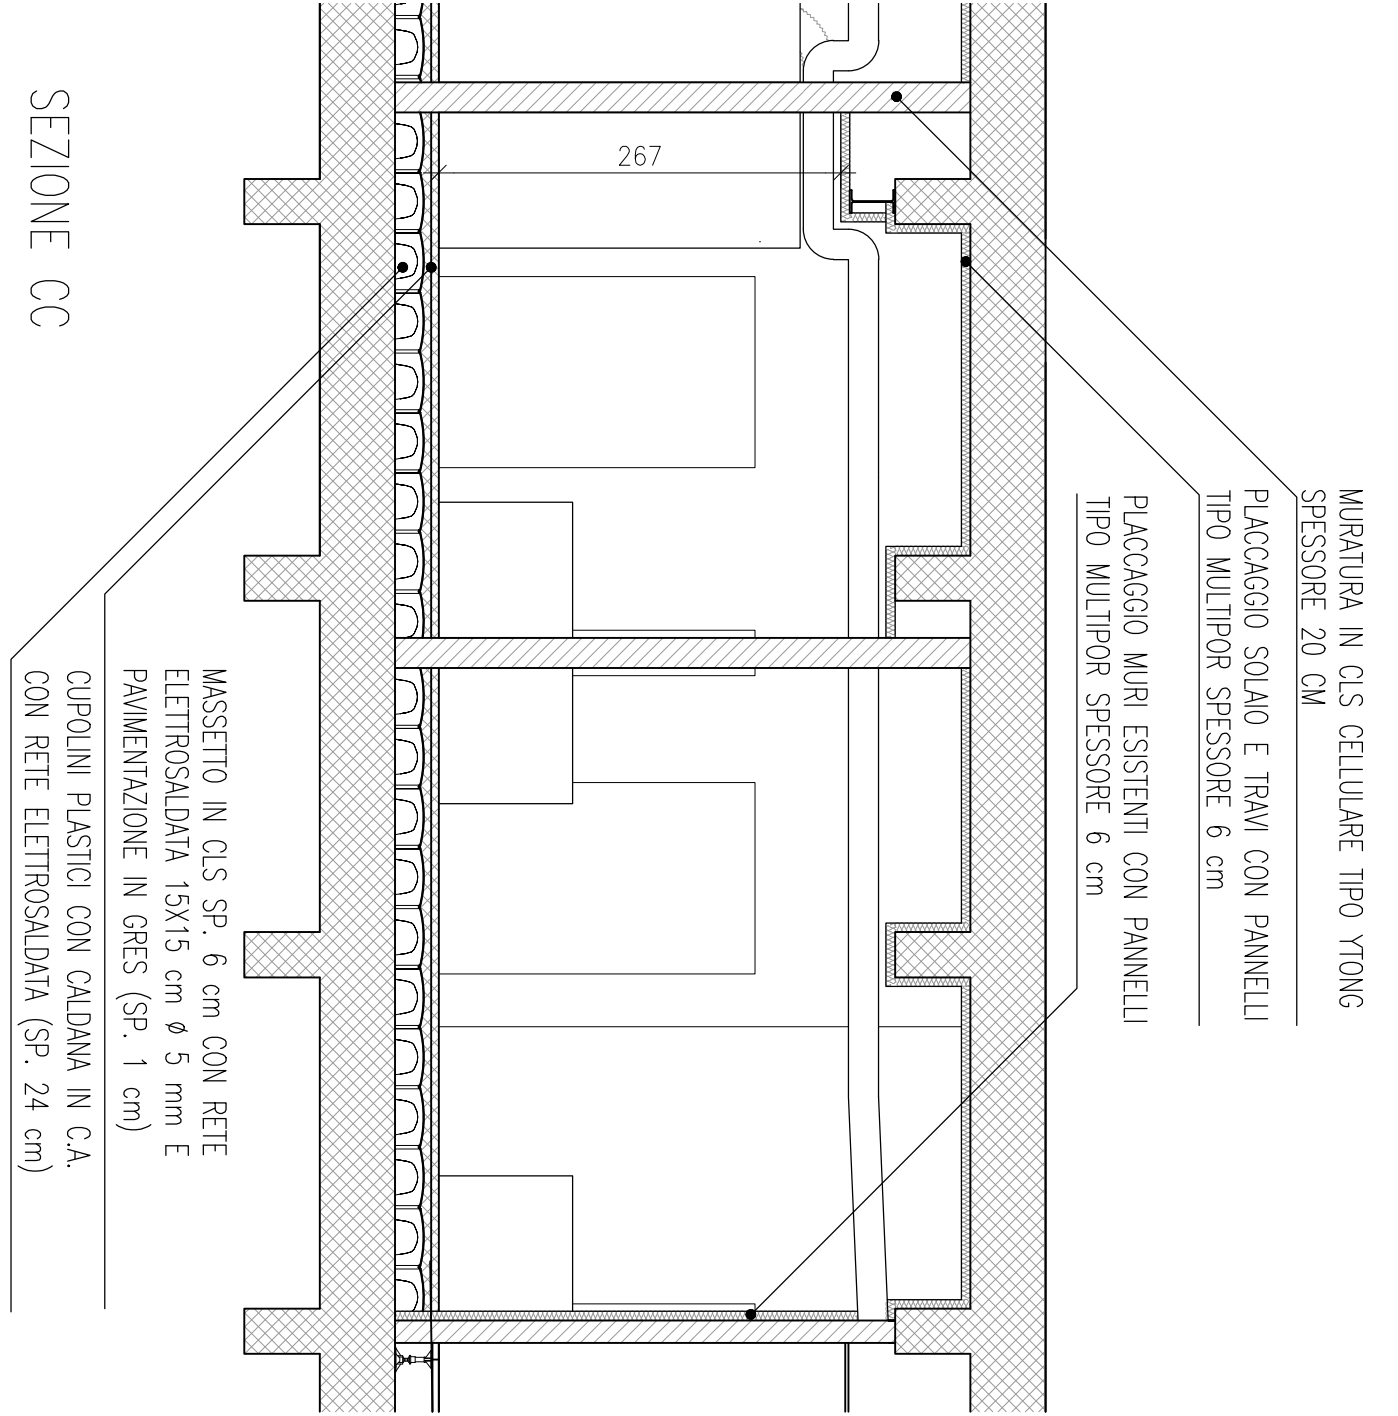 MURATURA IN CLS CELLULARE TIPO YTONG
SPESSORE 20 CM
PLACCAGGIO SOLAIO E TRAVI CON PANNELLI
TIPO MULTIPOR SPESSORE 6 cm
PLACCAGGIO MURI ESISTENTI CON PANNELLI
TIPO MULTIPOR SPESSORE 6 cm
267
MASSETTO IN CLS SP. 6 cm CON RETE
ELETTROSALDATA 15X15 cm ø 5 mm E
PAVIMENTAZIONE IN GRES (SP. 1 cm)
CUPOLINI PLASTICI CON CALDANA IN C.A.
CON RETE ELETTROSALDATA (SP. 24 cm)
SEZIONE CC